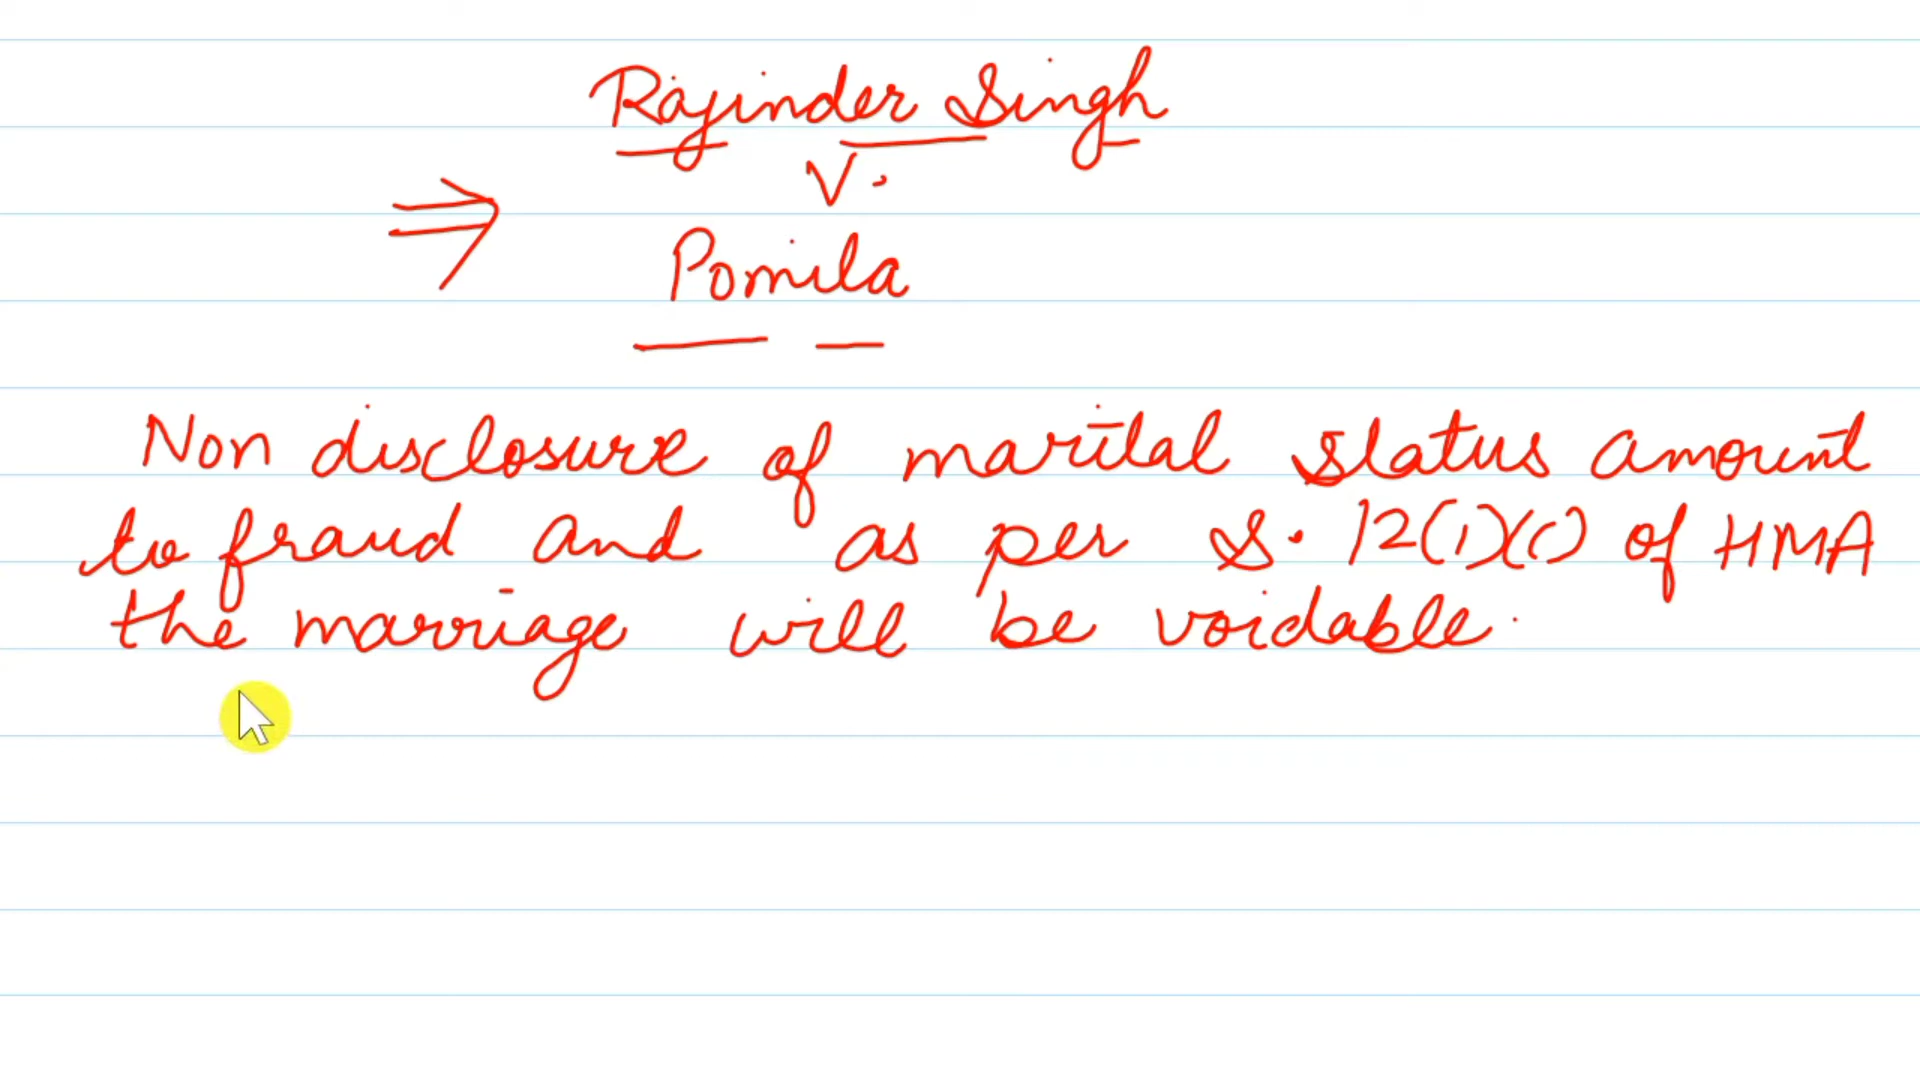 Rajinder Singh
V.
⇒ Pomila
Non disclosure of marital status amount
to fraud and as per S. 12(1)(c) of HMA
the marriage will be voidable.